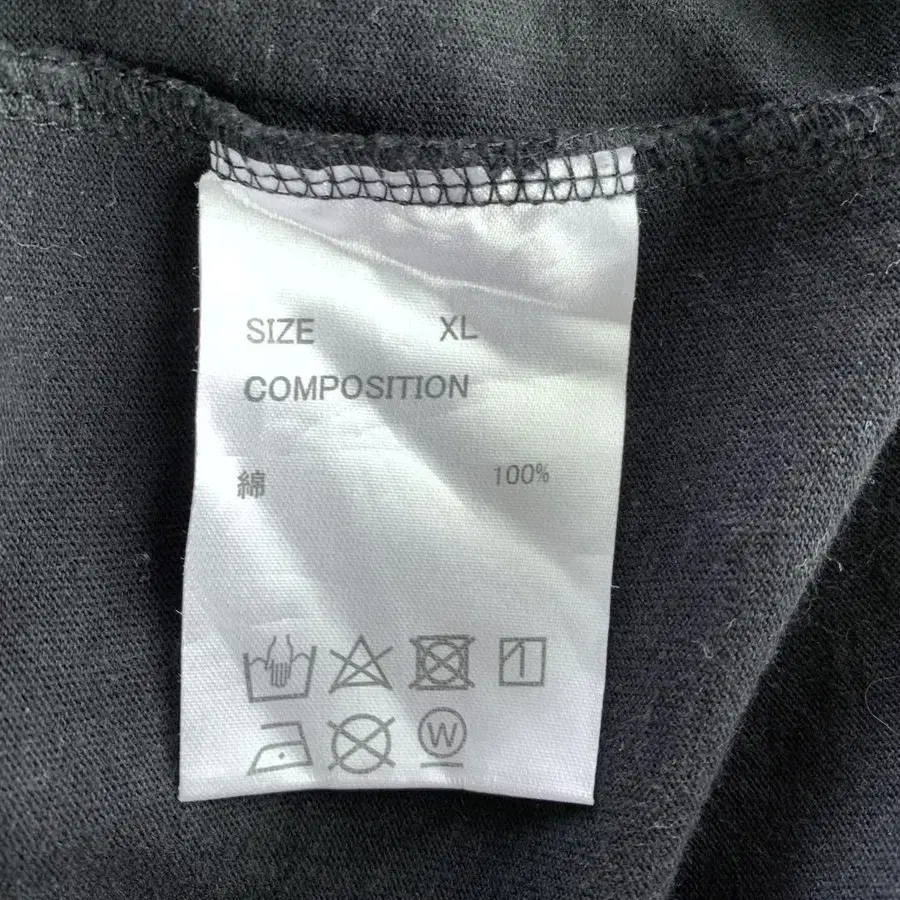 SIZE XL
COMPOSITION
綿 100%
W